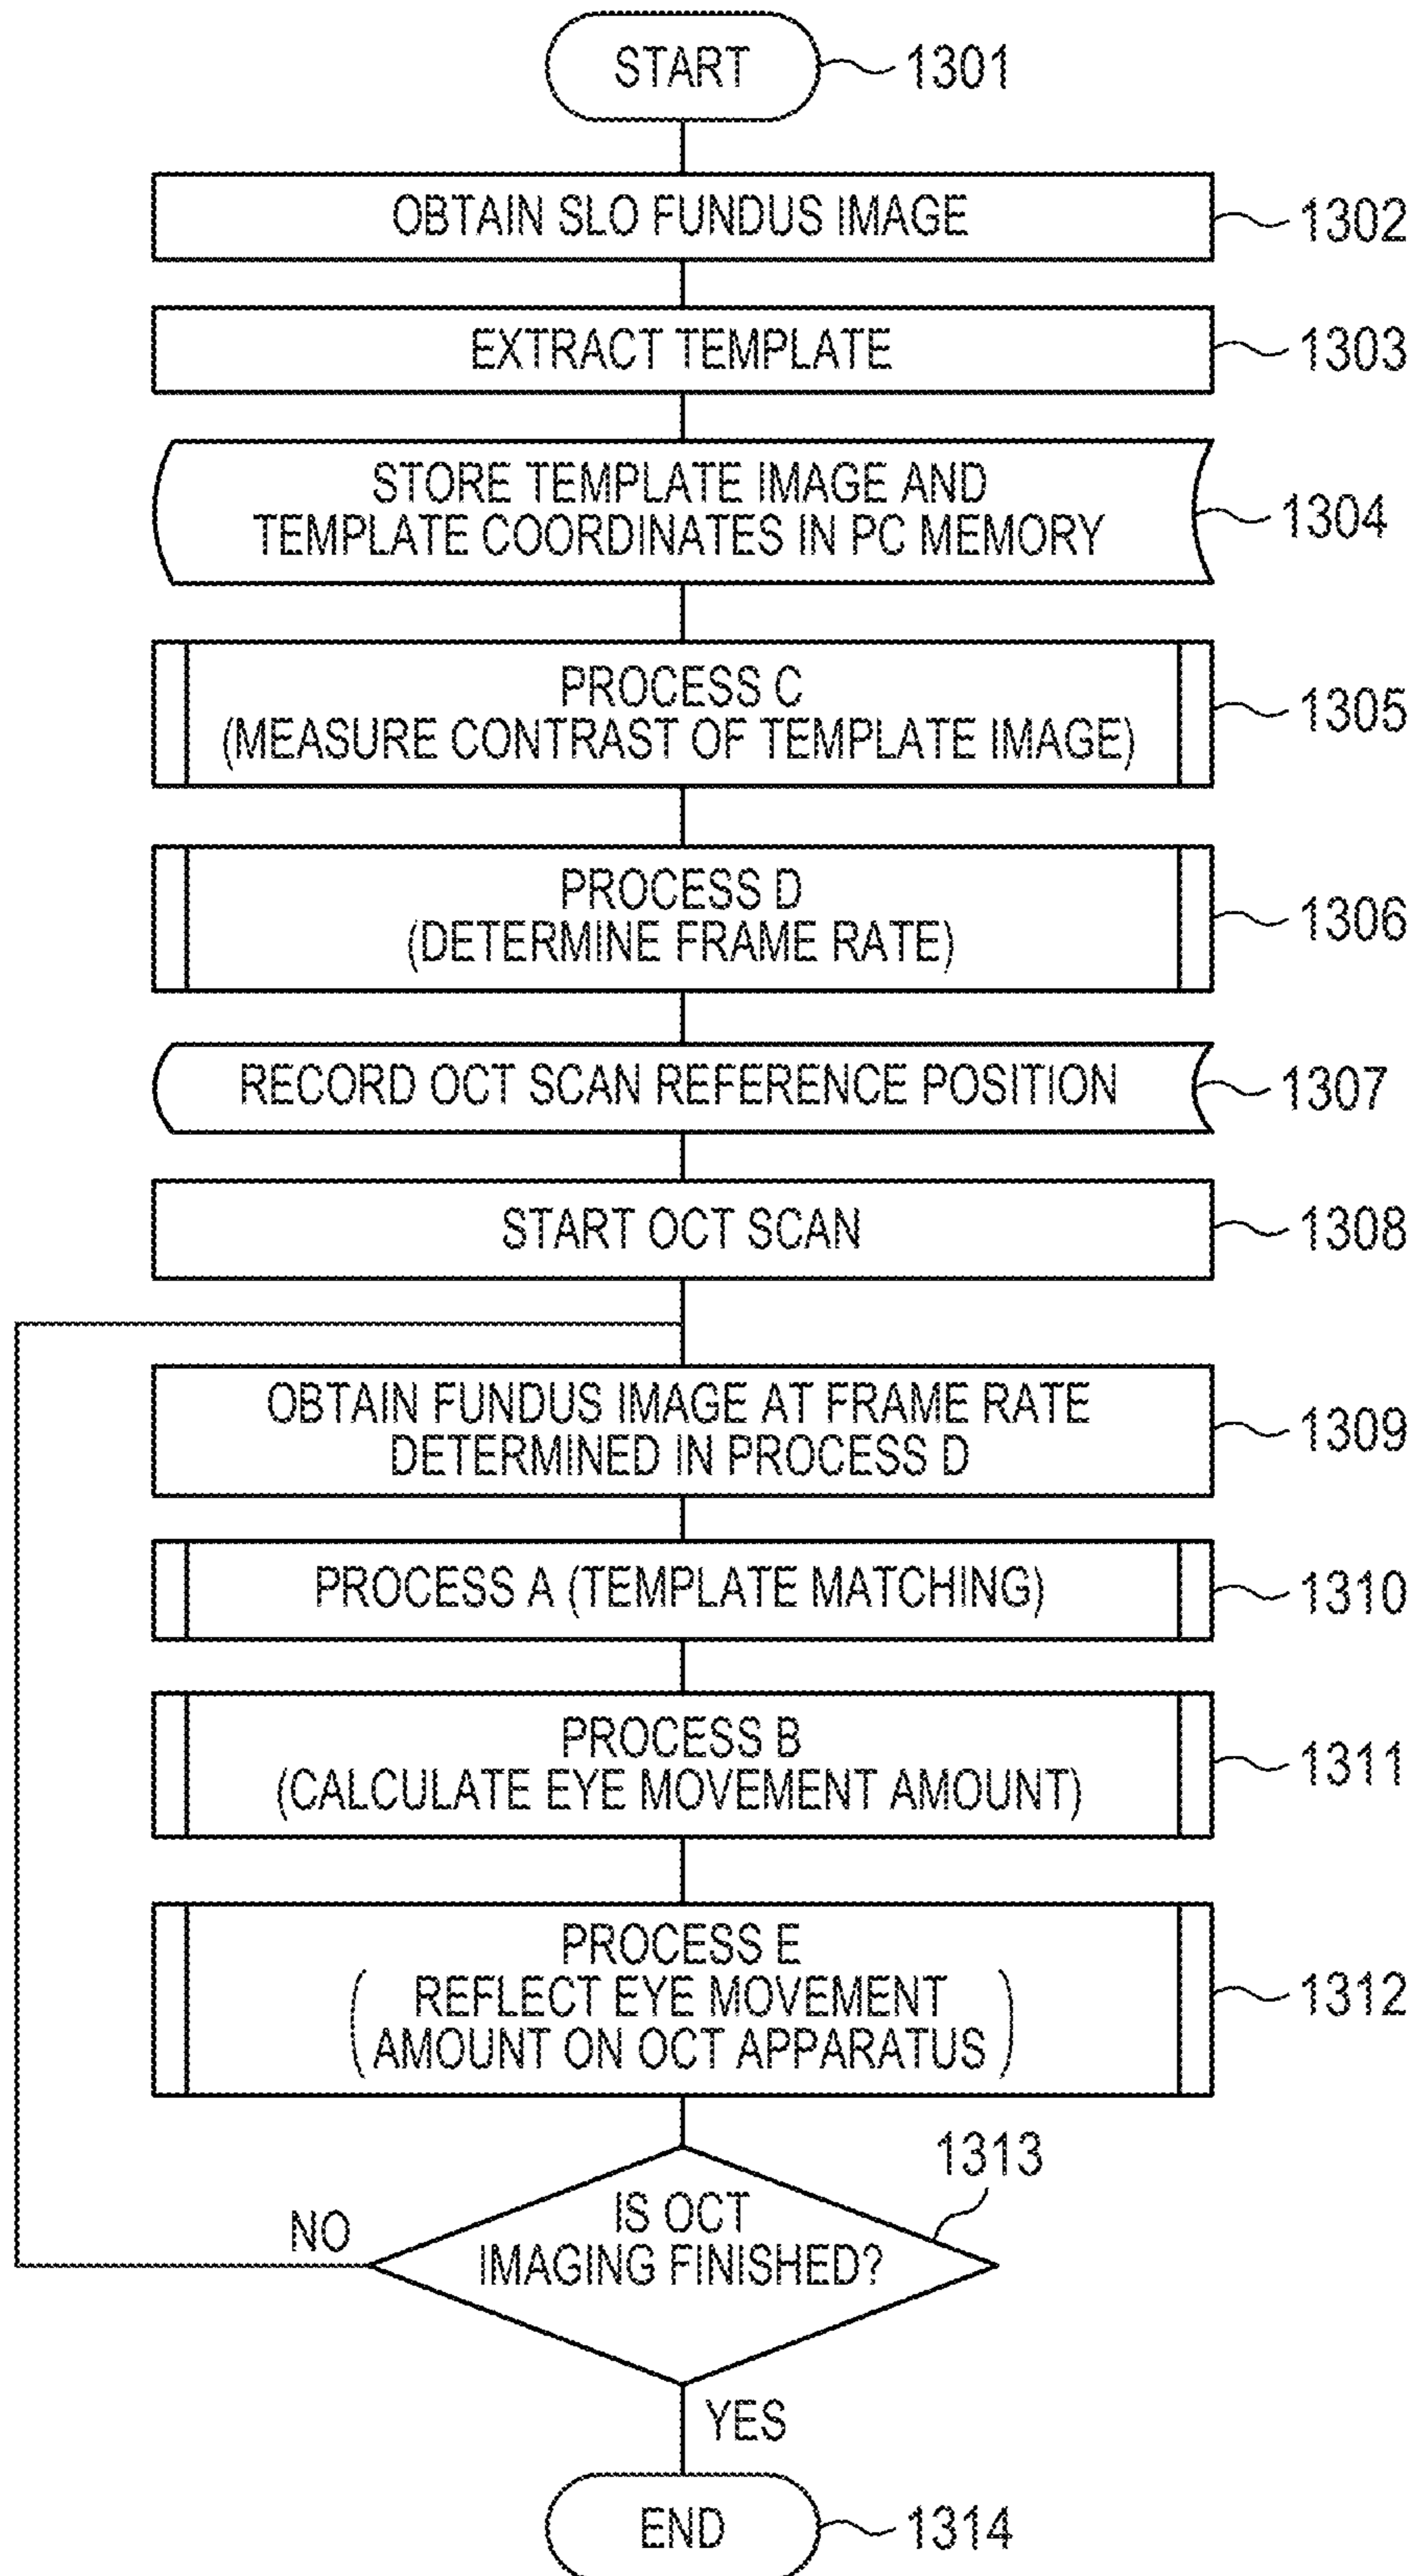 START
1301
OBTAIN SLO FUNDUS IMAGE
1302
EXTRACT TEMPLATE
1303
STORE TEMPLATE IMAGE AND
TEMPLATE COORDINATES IN PC MEMORY
1304
PROCESS C
(MEASURE CONTRAST OF TEMPLATE IMAGE)
1305
PROCESS D
(DETERMINE FRAME RATE)
1306
RECORD OCT SCAN REFERENCE POSITION
1307
START OCT SCAN
1308
OBTAIN FUNDUS IMAGE AT FRAME RATE
DETERMINED IN PROCESS D
1309
PROCESS A (TEMPLATE MATCHING)
1310
PROCESS B
(CALCULATE EYE MOVEMENT AMOUNT)
1311
PROCESS E
(REFLECT EYE MOVEMENT
AMOUNT ON OCT APPARATUS)
1312
1313
IS OCT
IMAGING FINISHED?
NO
YES
END
1314